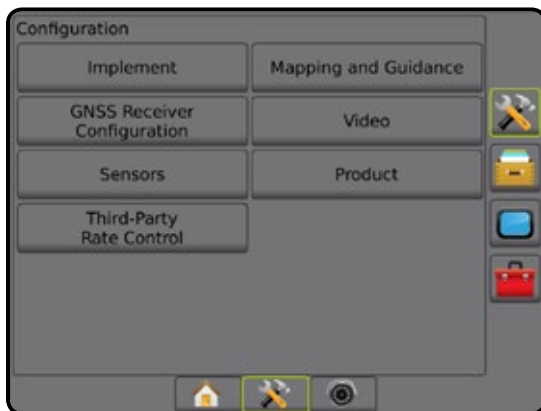 Configuration
Implement
Mapping and Guidance
GNSS Receiver
Configuration
Video
Sensors
Product
Third-Party
Rate Control